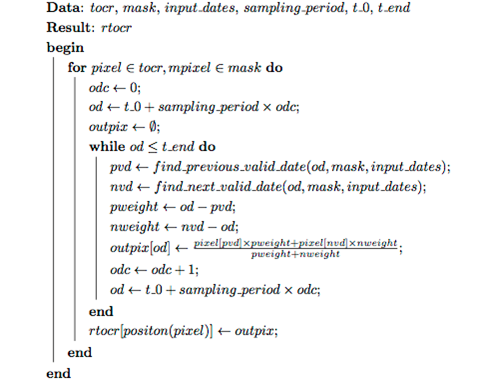 Data: tocr, mask, input_dates, sampling_period, t_0, t_end
Result: rtocr
begin
for pixel ∈ tocr, mpixel ∈ mask do
odc ← 0;
od ← t_0 + sampling_period × odc;
outpix ← ∅;
while od ≤ t_end do
pvd ← find_previous_valid_date(od, mask, input_dates);
nvd ← find_next_valid_date(od, mask, input_dates);
pweight ← od − pvd;
nweight ← nvd − od;
outpix[od] ← pixel[pvd]×pweight+pixel[nvd]×nweight / pweight+nweight;
odc ← odc + 1;
od ← t_0 + sampling_period × odc;
end
rtocr[positon(pixel)] ← outpix;
end
end